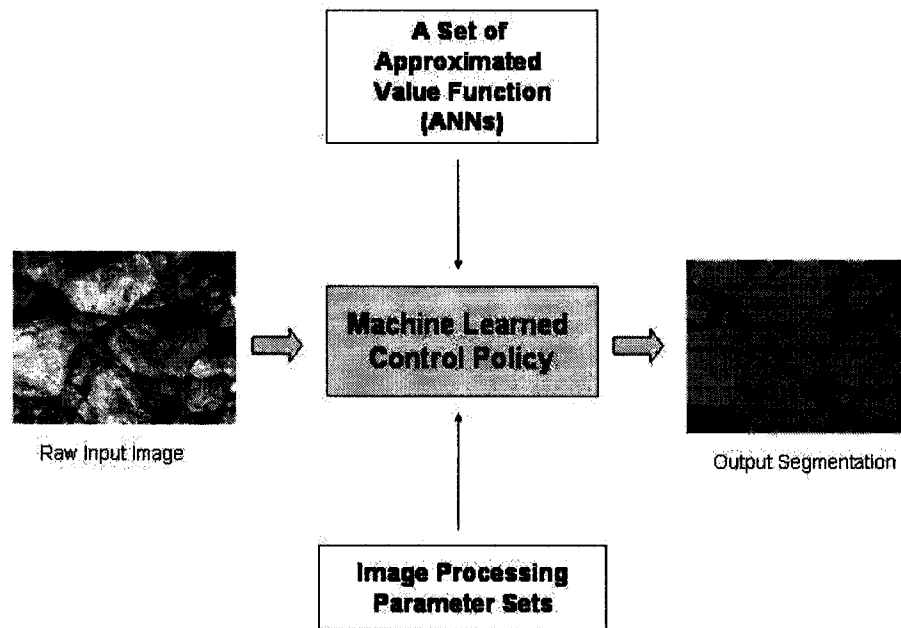 A Set of
Approximated
Value Function
(ANNs)
Machine Learned
Control Policy
Raw Input Image
Output Segmentation
Image Processing
Parameter Sets